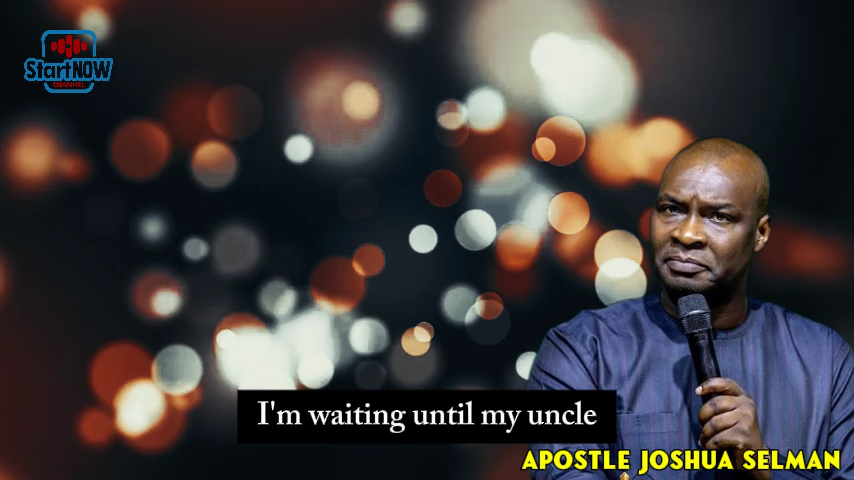 StartNOW
CHANNEL
I'm waiting until my uncle
APOSTLE JOSHUA SELMAN